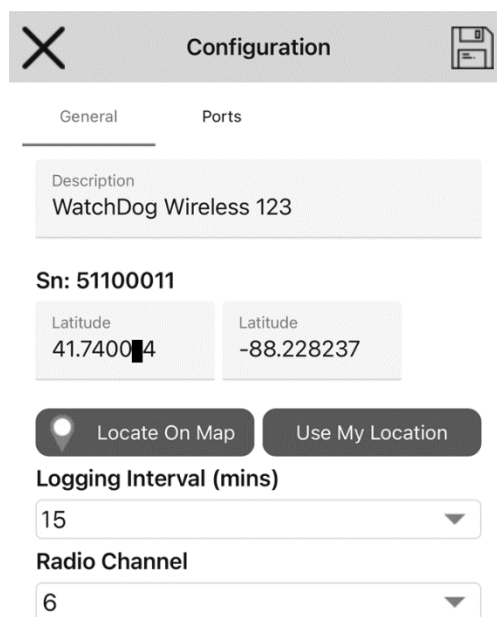 Configuration
General Ports
Description
WatchDog Wireless 123
Sn: 51100011
Latitude Latitude
-88.228237
Locate On Map Use My Location
Logging Interval (mins)
15
Radio Channel
6